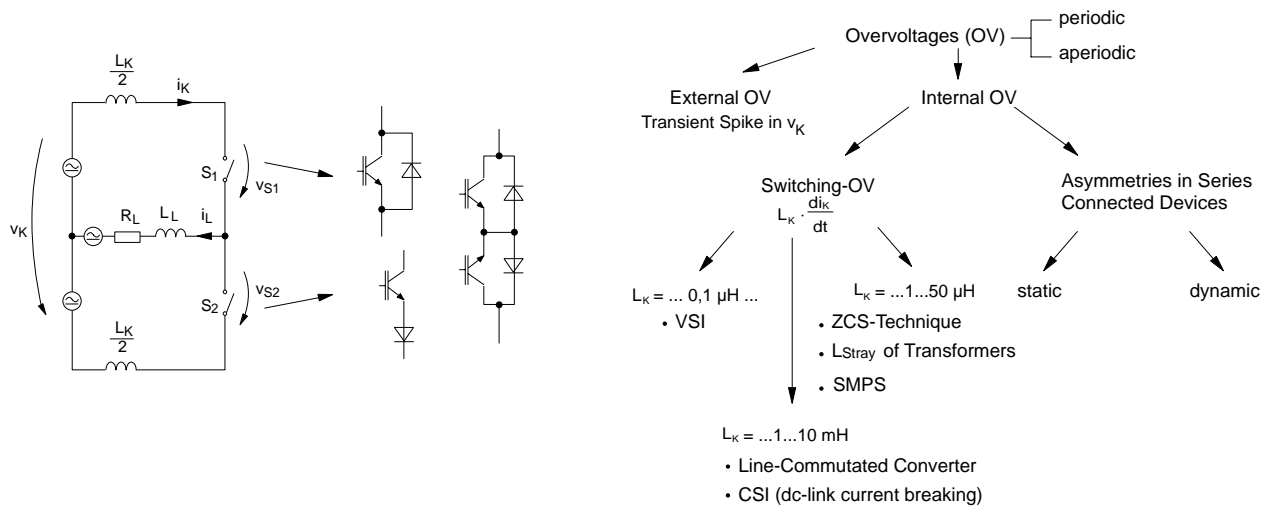 L_K
2
i_K
S_1
v_S1
v_K
R_L
L_L
i_L
S_2
v_S2
L_K
2
Overvoltages (OV)
periodic
aperiodic
External OV
Transient Spike in v_K
Internal OV
Switching-OV
L_K · di_K
dt
Asymmetries in Series
Connected Devices
L_K = ... 0,1 µH ...
• VSI
L_K = ...1...50 µH
• ZCS-Technique
• L_Stray of Transformers
• SMPS
static
dynamic
L_K = ...1...10 mH
• Line-Commutated Converter
• CSI (dc-link current breaking)